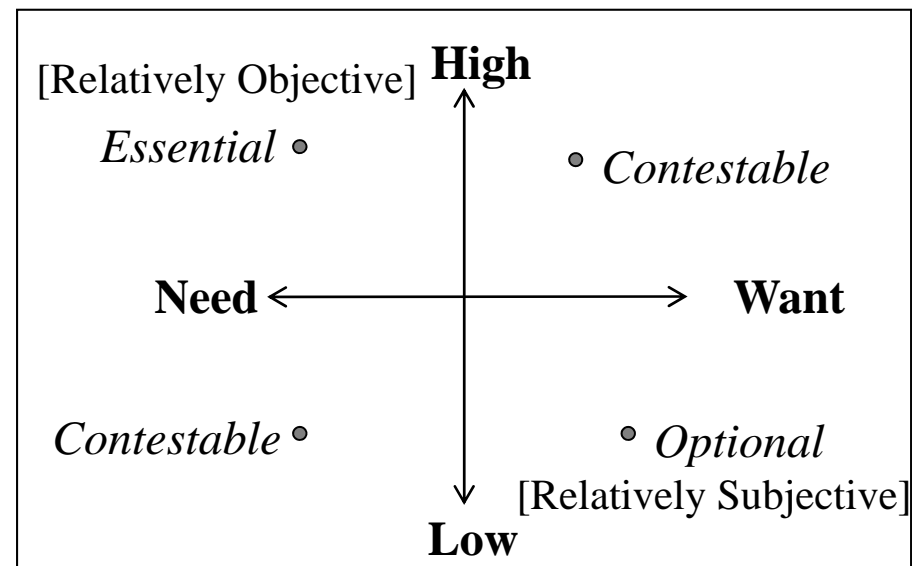 High
[Relatively Objective]
Essential
Contestable
Need
Want
Contestable
Optional
[Relatively Subjective]
Low